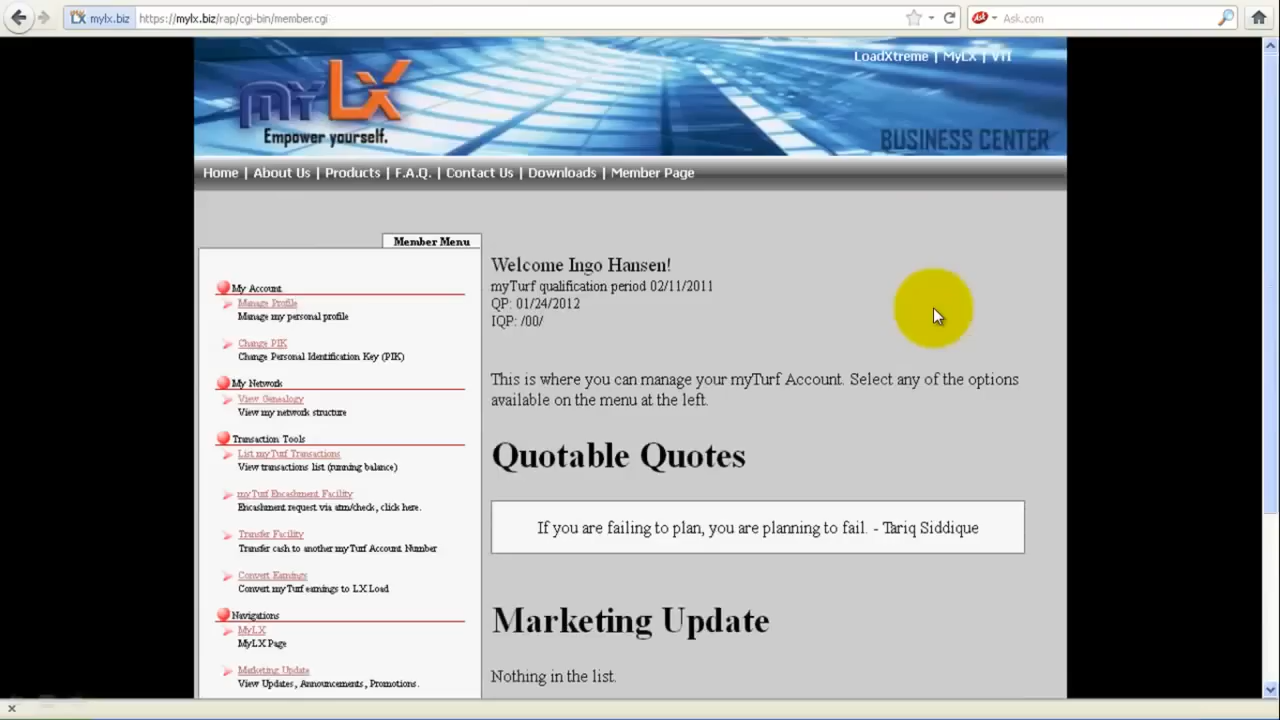 mylx.biz
https://mylx.biz/rap/cgi-bin/member.cgi
Ask.com
LoadXtreme | MyLX | VTI
myLX
Empower yourself.
BUSINESS CENTER
Home | About Us | Products | F.A.Q. | Contact Us | Downloads | Member Page
Member Menu
My Account
Manage Profile
Manage my personal profile
Change PIK
Change Personal Identification Key (PIK)
My Network
View Genealogy
View my network structure
Transaction Tools
List myTurf Transactions
View transactions list (running balance)
myTurf Encashment Facility
Encashment request via atm/check, click here.
Transfer Facility
Transfer cash to another myTurf Account Number
Convert Earnings
Convert myTurf earnings to LX Load
Navigations
MyLX
MyLX Page
Marketing Update
View Updates, Announcements, Promotions.
Welcome Ingo Hansen!
myTurf qualification period 02/11/2011
QP: 01/24/2012
IQP: /00/
This is where you can manage your myTurf Account. Select any of the options
available on the menu at the left.
Quotable Quotes
If you are failing to plan, you are planning to fail. - Tariq Siddique
Marketing Update
Nothing in the list.